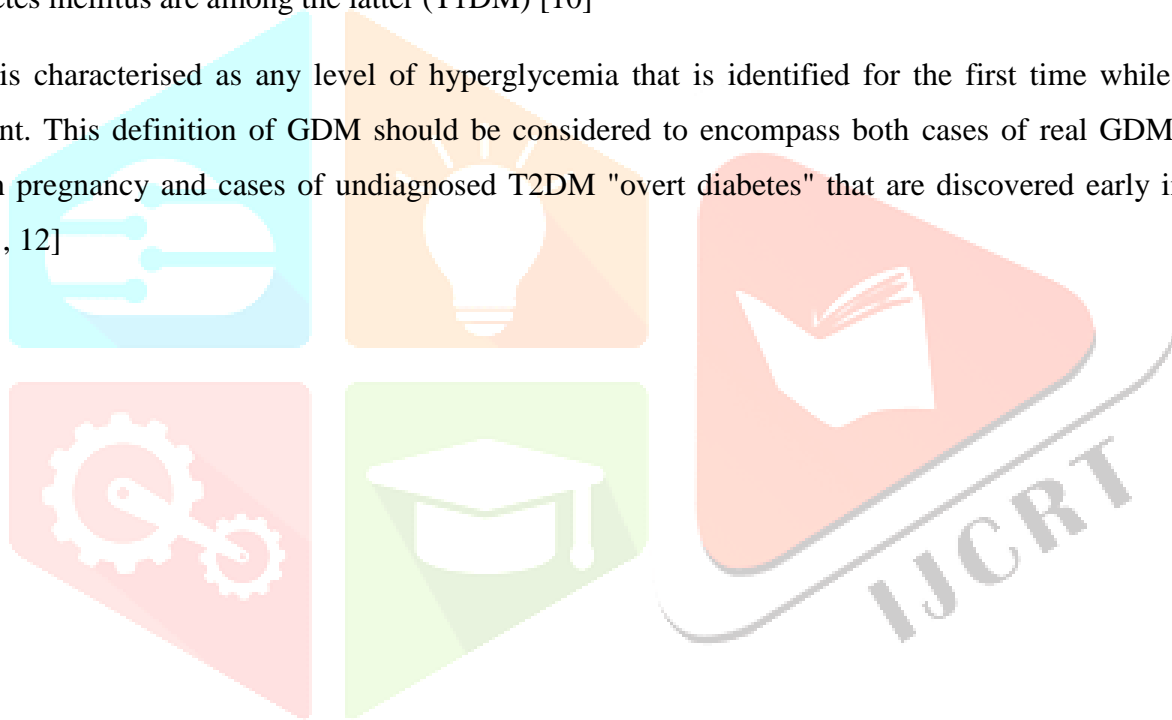 etes mellitus are among the latter (T1DM) [10]
is characterised as any level of hyperglycemia that is identified for the first time while
nt. This definition of GDM should be considered to encompass both cases of real GDM
pregnancy and cases of undiagnosed T2DM "overt diabetes" that are discovered early i
, 12]
IJCRT